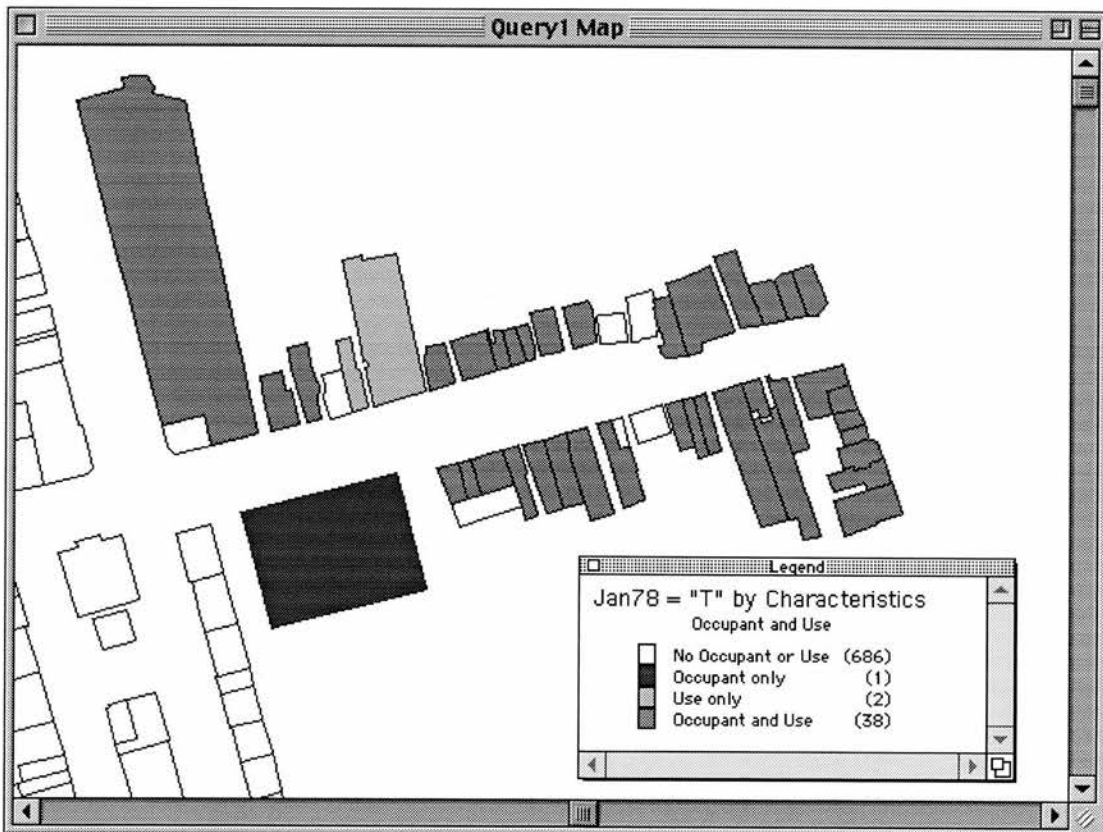 Query1 Map
Legend
Jan78 = "T" by Characteristics
Occupant and Use
No Occupant or Use (686)
Occupant only (1)
Use only (2)
Occupant and Use (38)